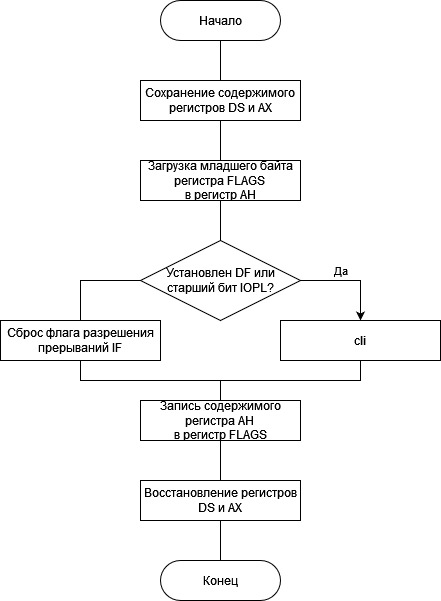 Начало
Сохранение содержимого
регистров DS и AX
Загрузка младшего байта
регистра FLAGS
в регистр AH
Установлен DF или
старший бит IOPL?
Да
Сброс флага разрешения
прерываний IF
cli
Запись содержимого
регистра AH
в регистр FLAGS
Восстановление регистров
DS и AX
Конец